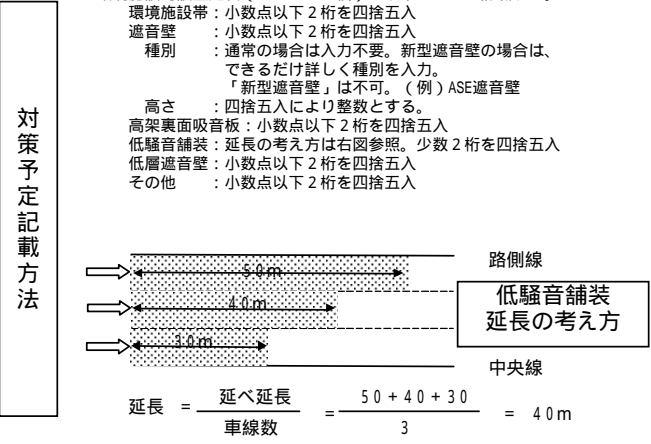 環境施設帯：小数点以下２桁を四捨五入
遮音壁　　：小数点以下２桁を四捨五入
種別　　：通常の場合は入力不要。新型遮音壁の場合は、
できるだけ詳しく種別を入力。
「新型遮音壁」は不可。（例）ASE遮音壁
高さ　　：四捨五入により整数とする。
高架裏面吸音板：小数点以下２桁を四捨五入
低騒音舗装：延長の考え方は右図参照。少数２桁を四捨五入
低層遮音壁：小数点以下２桁を四捨五入
その他　　：小数点以下２桁を四捨五入
対策予定記載方法
路側線
５０ｍ
４０ｍ
低騒音舗装
延長の考え方
３０ｍ
中央線
延長 ＝ 延べ延長 ＝ ５０＋４０＋３０ ＝ ４０ｍ
車線数　３